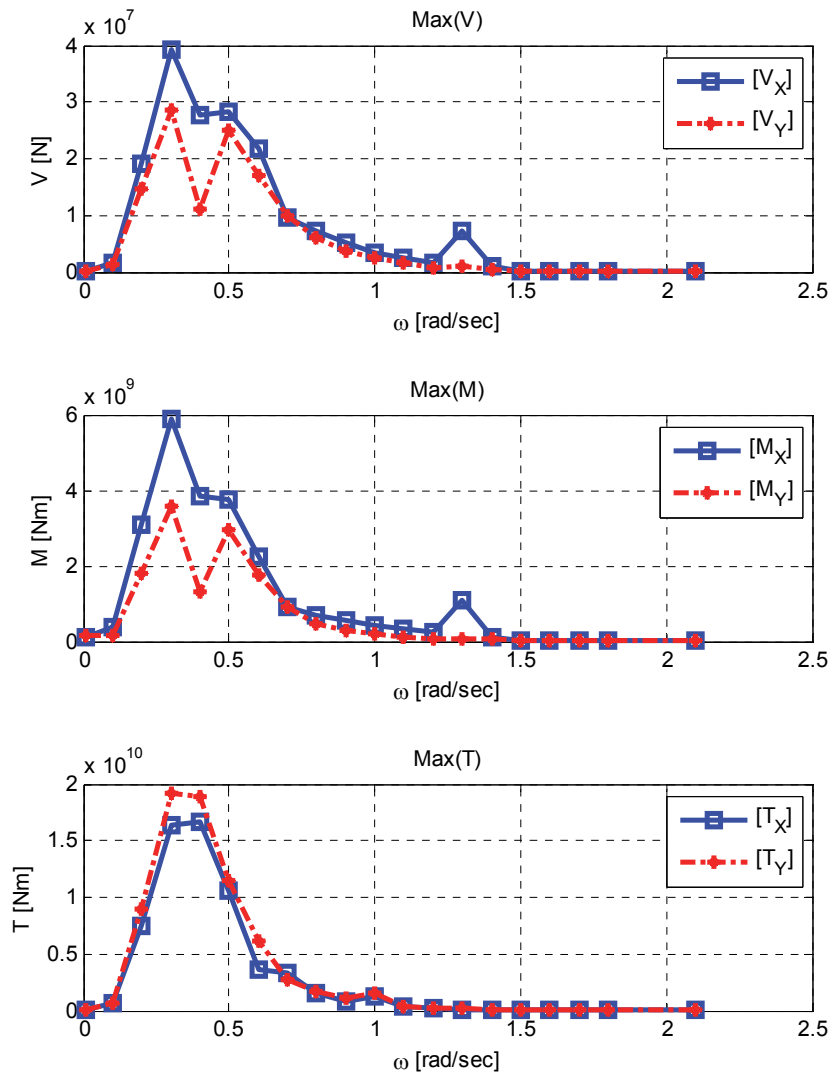 x 10^7
Max(V)
4
3
2
1
0
V [N]
[V_X]
[V_Y]
0 0.5 1 1.5 2 2.5
ω [rad/sec]
x 10^9
Max(M)
6
4
2
0
M [Nm]
[M_X]
[M_Y]
0 0.5 1 1.5 2 2.5
ω [rad/sec]
x 10^10
Max(T)
2
1.5
1
0.5
0
T [Nm]
[T_X]
[T_Y]
0 0.5 1 1.5 2 2.5
ω [rad/sec]